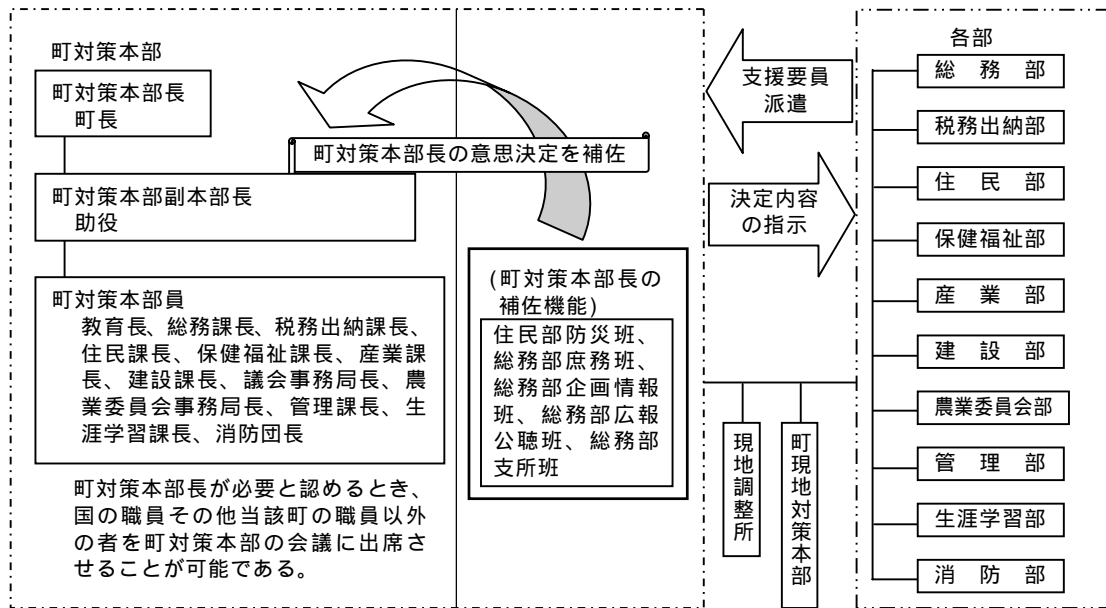 町対策本部
町対策本部長
町長
町対策本部長の意思決定を補佐
町対策本部副本部長
助役
町対策本部員
教育長、総務課長、税務出納課長、
住民課長、保健福祉課長、産業課
長、建設課長、議会事務局長、農
業委員会事務局長、管理課長、生
涯学習課長、消防団長
町対策本部長が必要と認めるとき、
国の職員その他当該町の職員以外
の者を町対策本部の会議に出席さ
せることが可能である。
(町対策本部長の
補佐機能)
住民部防災班、
総務部庶務班、
総務部企画情報
班、総務部広報
公聴班、総務部
支所班
支援要員
派遣
決定内容
の指示
現地調整所
町現地対策本部
各部
総　務　部
税務出納部
住　民　部
保健福祉部
産　業　部
建　設　部
農業委員会部
管　理　部
生涯学習部
消　防　部